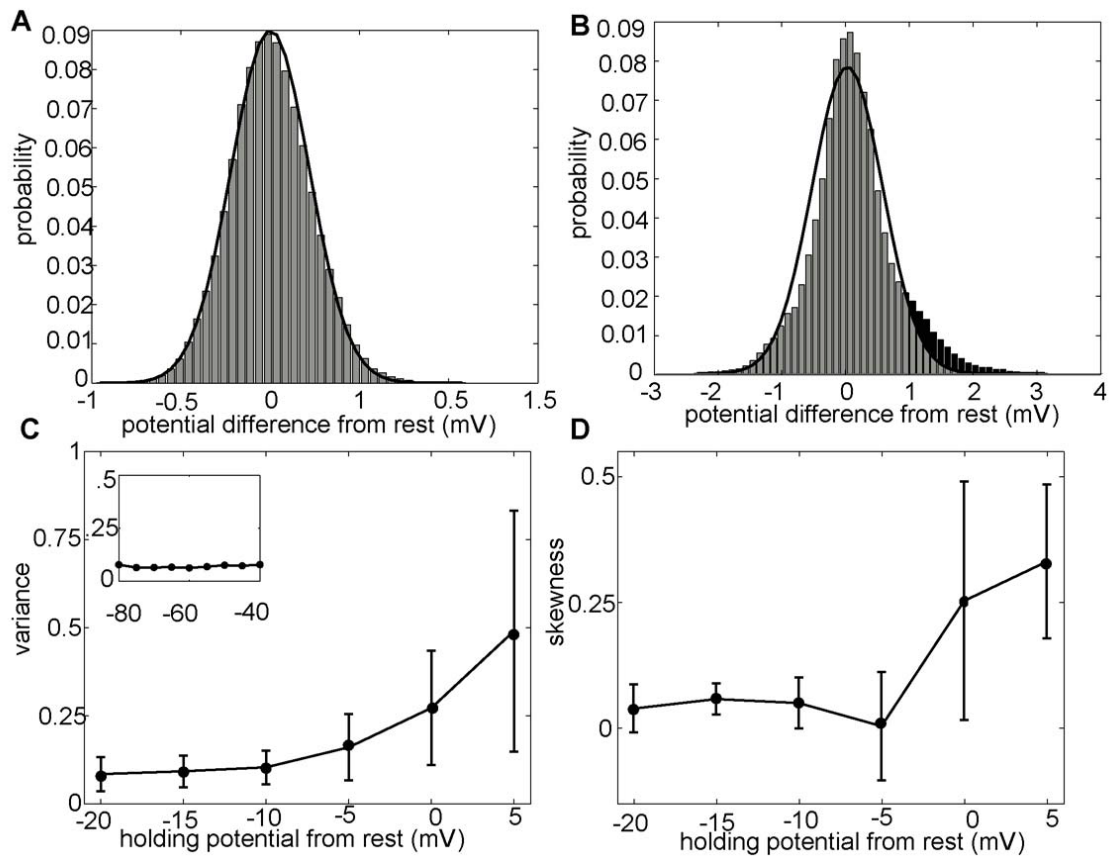 A
0.09
0.08
0.07
0.06
0.05
0.04
0.03
0.02
0.01
0
probability
-1 -0.5 0 0.5 1.5
potential difference from rest (mV)
B
0.09
0.08
0.07
0.06
0.05
0.04
0.03
0.02
0.01
0
probability
-3 -2 -1 0 1 2 3 4
potential difference from rest (mV)
C
1
0.75
0.5
0.25
0
variance
.5
.25
0
-80 -60 -40
-20 -15 -10 -5 0 5
holding potential from rest (mV)
D
0.5
0.25
0
skewness
-20 -15 -10 -5 0 5
holding potential from rest (mV)